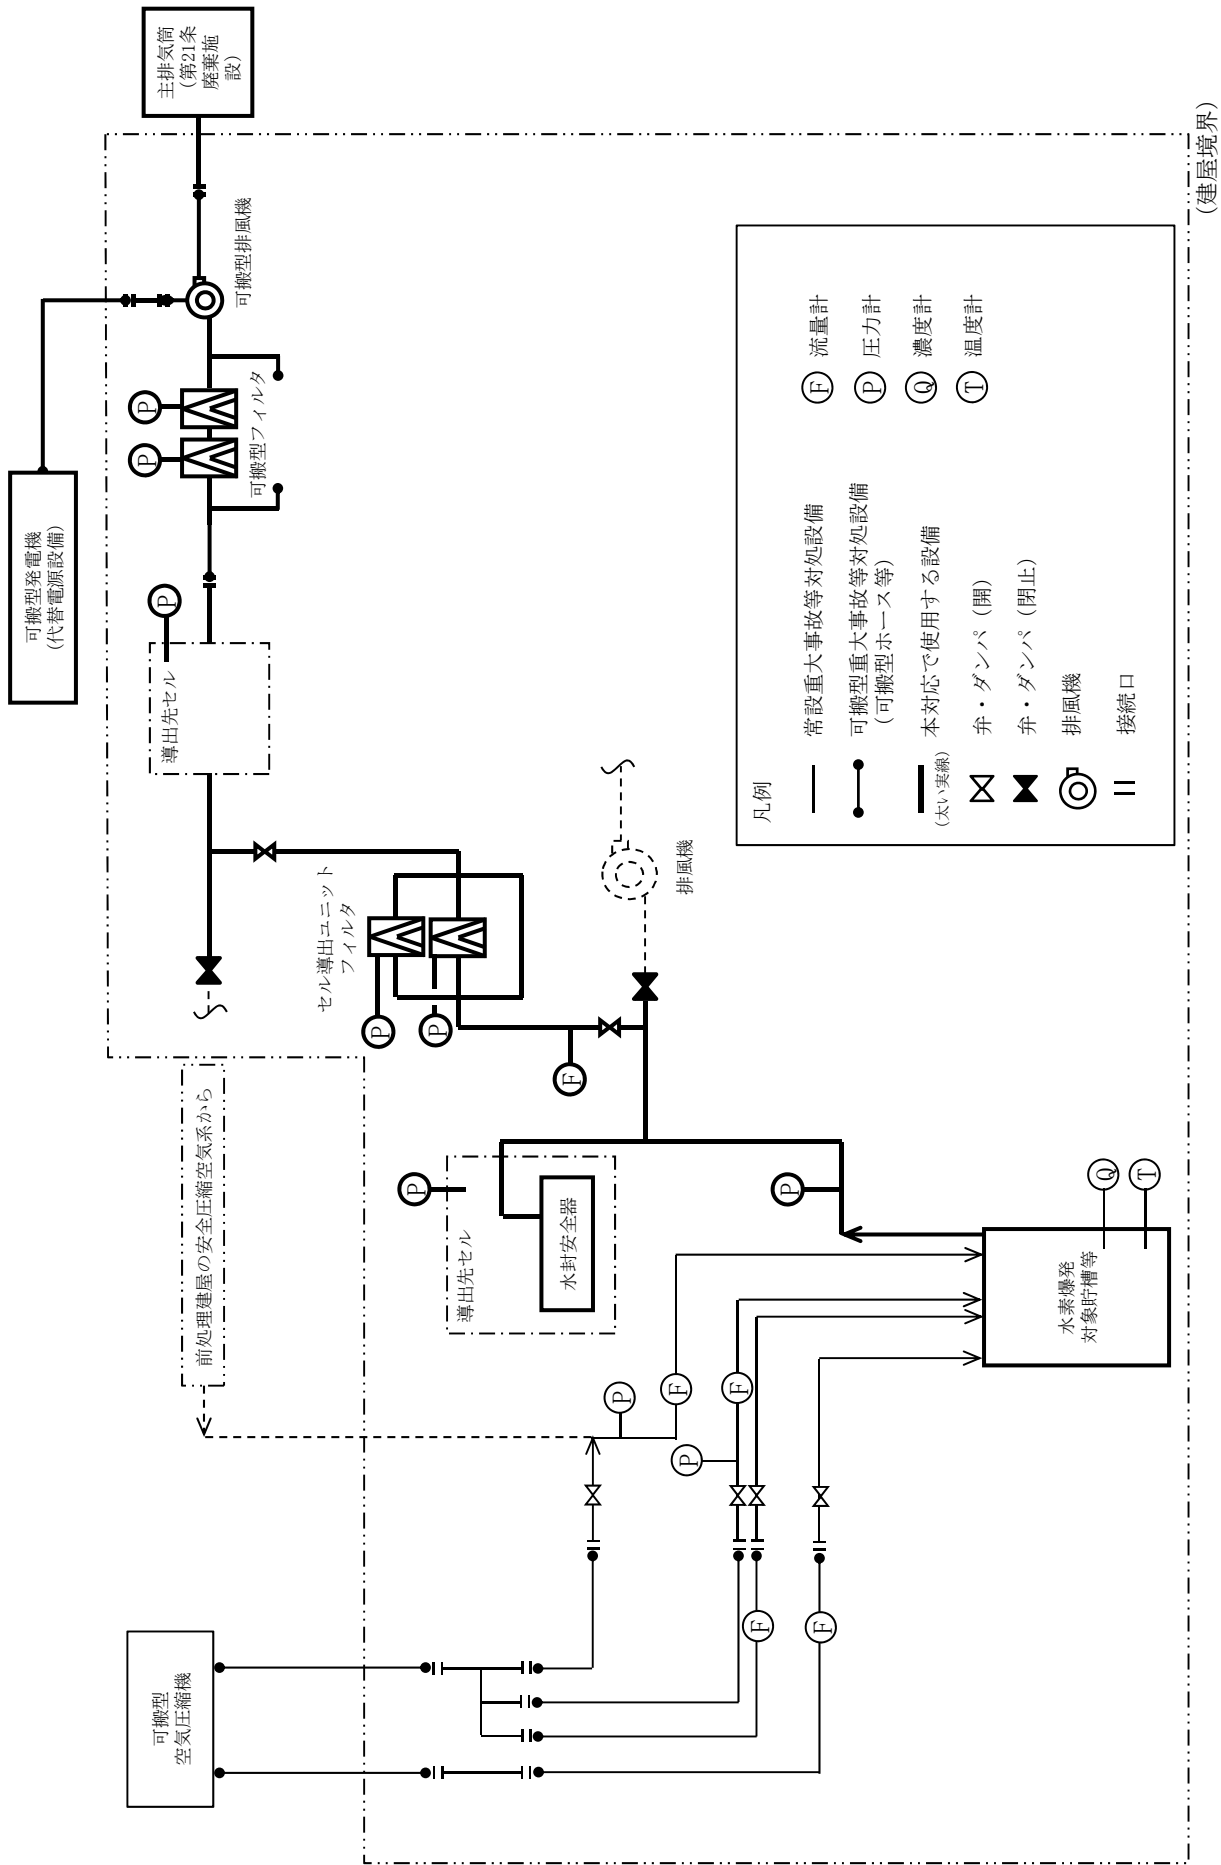 主排気筒
(第21条
廃棄施
設)
(建屋境界)
可搬型排風機
可搬型フィルタ
P
P
可搬型発電機
(代替電源設備)
P
導出先セル
セル導出ユニット
フィルタ
P
P
F
排風機
前処理建屋の安全圧縮空気系から
P
導出先セル
水封安全器
P
Q
T
水素爆発
対象貯槽等
P
F
F
P
F
F
可搬型
空気圧縮機
凡例
常設重大事故等対処設備
可搬型重大事故等対処設備
(可搬型ホース等)
本対応で使用する設備
(太い実線)
弁・ダンパ (開)
弁・ダンパ (閉止)
排風機
接続口
F 流量計
P 圧力計
Q 濃度計
T 温度計